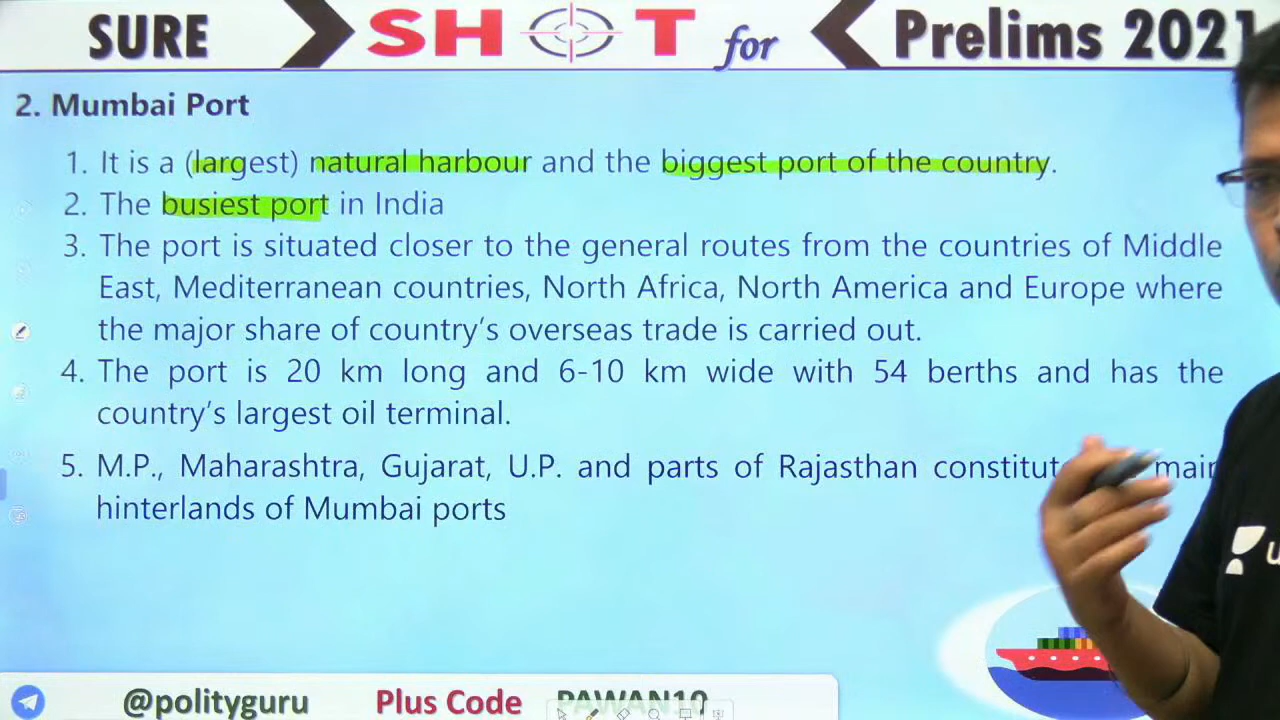 SURE SHOT for Prelims 2021
2. Mumbai Port
1. It is a (largest) natural harbour and the biggest port of the country.
2. The busiest port in India
3. The port is situated closer to the general routes from the countries of Middle
East, Mediterranean countries, North Africa, North America and Europe where
the major share of country's overseas trade is carried out.
4. The port is 20 km long and 6-10 km wide with 54 berths and has the
country's largest oil terminal.
5. M.P., Maharashtra, Gujarat, U.P. and parts of Rajasthan main
hinterlands of Mumbai ports
@polityguru Plus Code PAWAN10